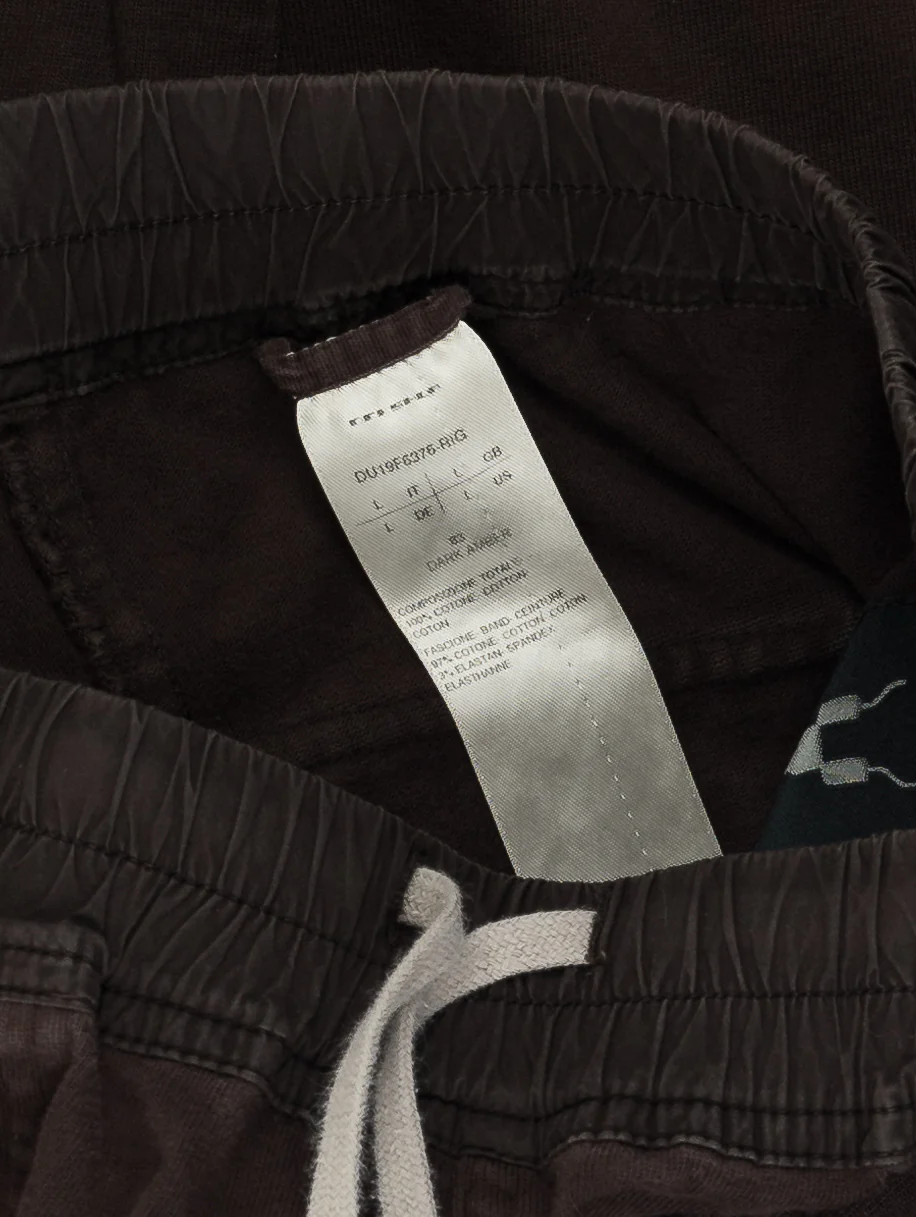 DU19F6376-RIG
L IT L GB
L DE L US
83
DARK AMBER
COMPOSIZIONE TOTALE
100% COTONE COTTON
COTON
FASCIONE BAND CEINTURE
97% COTONE COTTON COTON
3% ELASTAN SPANDEX
ELASTHANNE